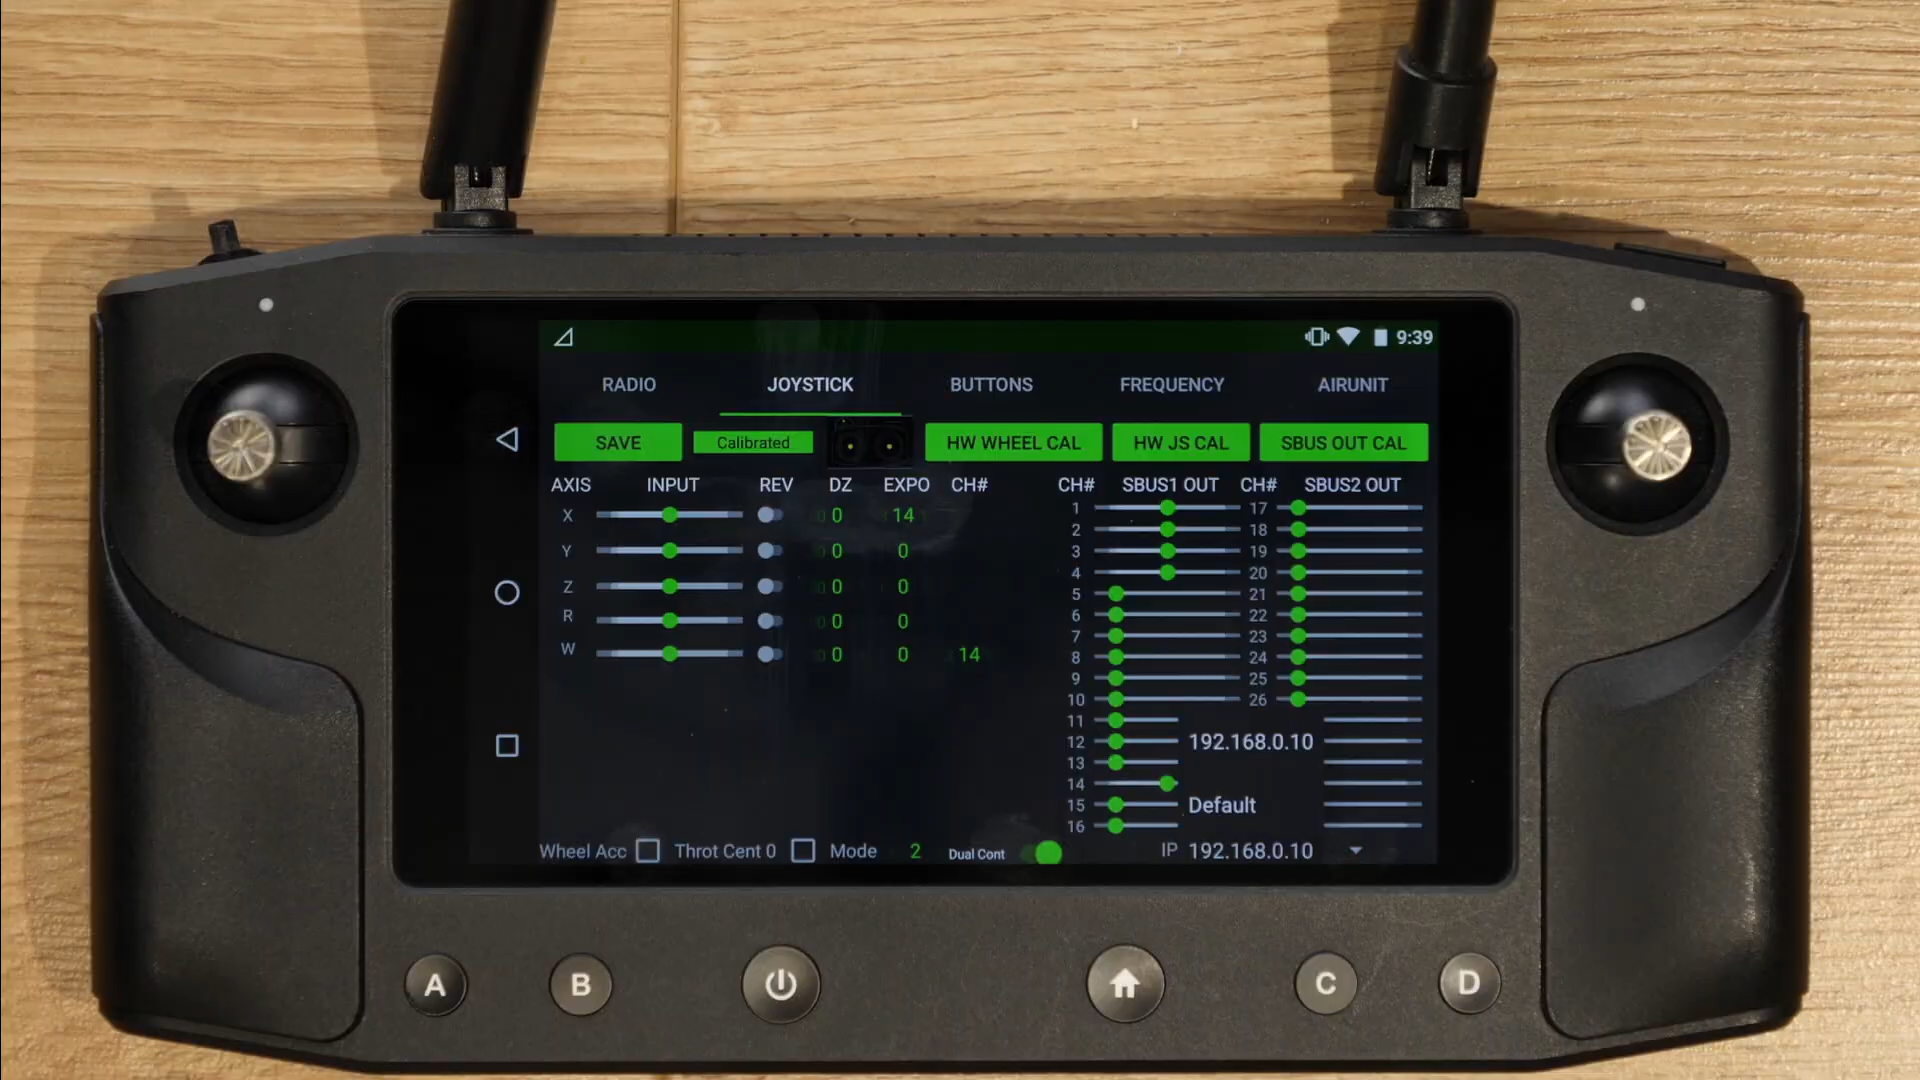 9:39
RADIO JOYSTICK BUTTONS FREQUENCY AIRUNIT
SAVE Calibrated HW WHEEL CAL HW JS CAL SBUS OUT CAL
AXIS INPUT REV DZ EXPO CH# CH# SBUS1 OUT CH# SBUS2 OUT
X 0 14 1 17
2 18
Y 0 0 3 19
4 20
Z 0 0 5 21
R 0 0 6 22
7 23
W 0 0 14 8 24
9 25
10 26
11
12 192.168.0.10
13
14
15 Default
16
Wheel Acc Throt Cent 0 Mode 2 Dual Cont IP 192.168.0.10
A B C D